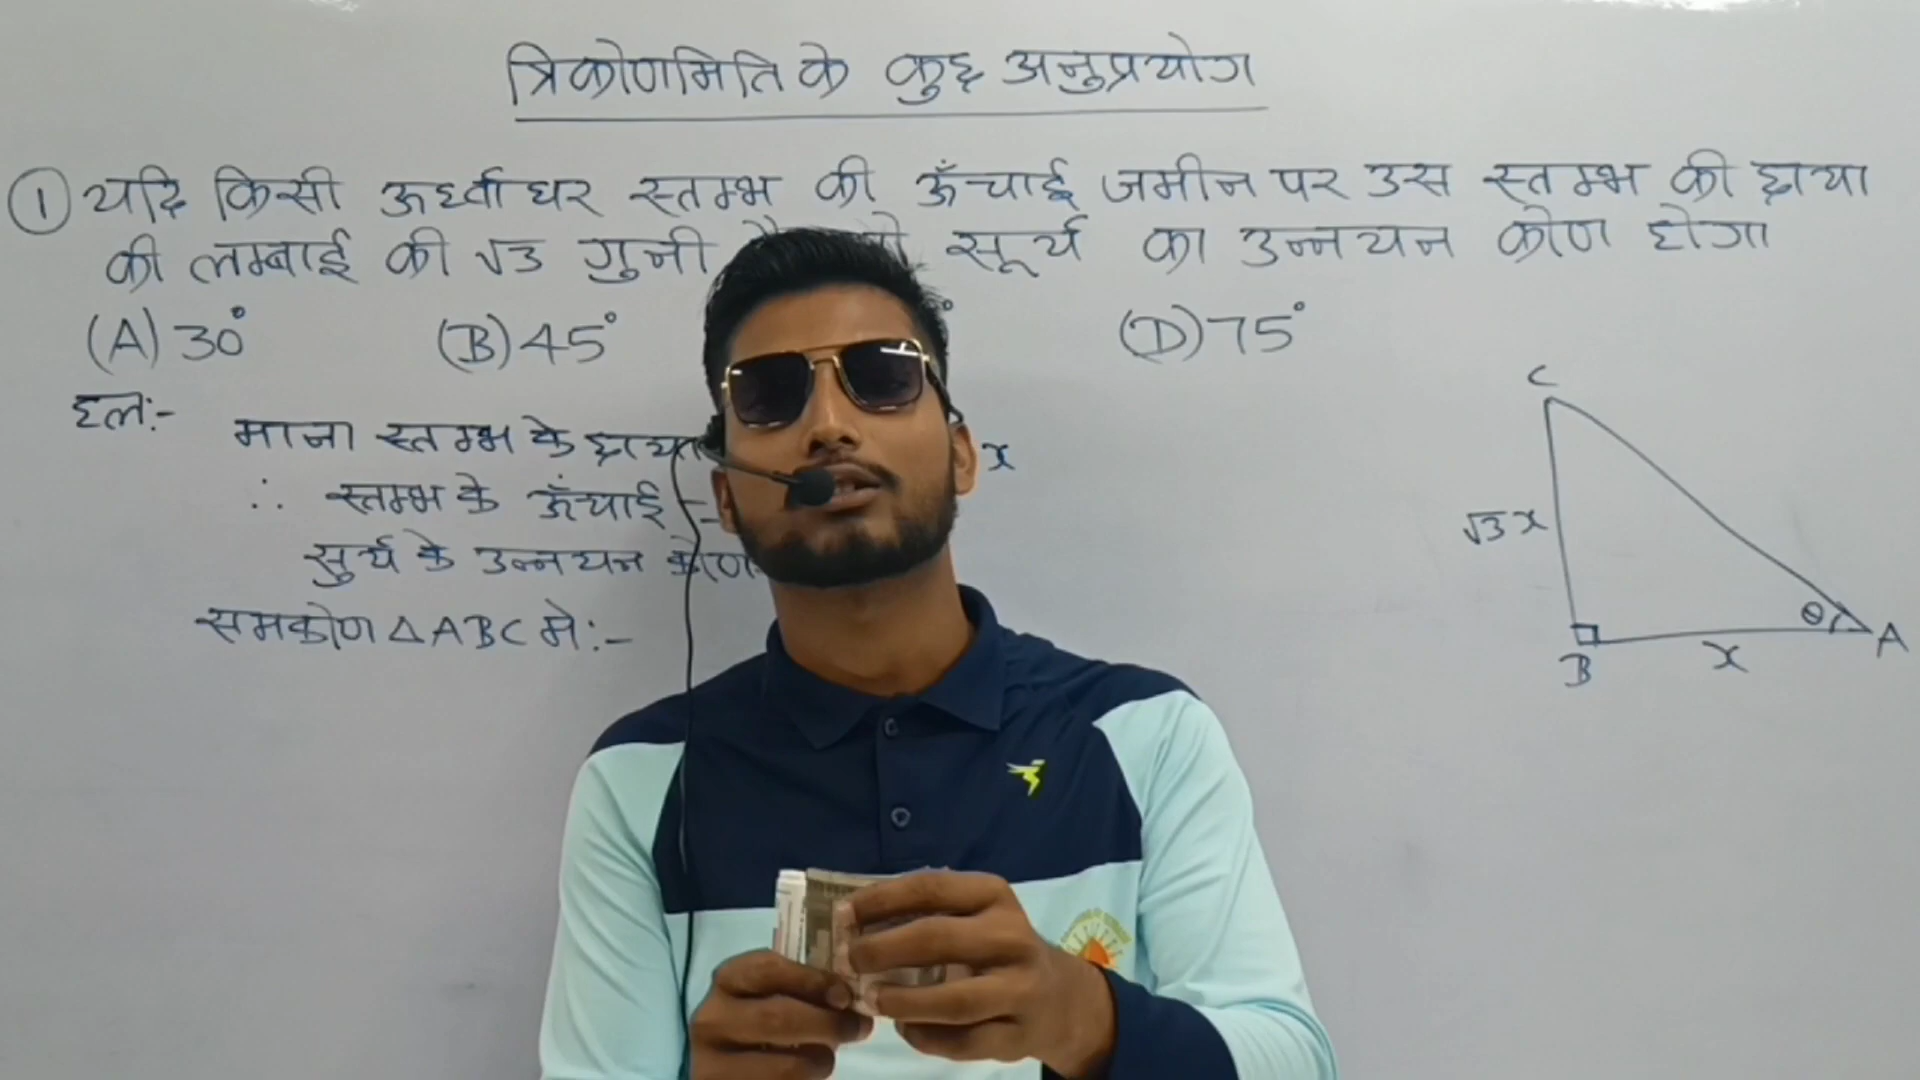 त्रिकोणमिति के कुछ अनुप्रयोग
① यदि किसी ऊर्ध्वाधर स्तम्भ की ऊँचाई जमीन पर उस स्तम्भ की छाया
की लम्बाई की √3 गुनी सूर्य का उन्नयन कोण होगा
(A) 30° (B) 45° (D) 75°
हल:-
माना स्तम्भ के छाया x
∴ स्तम्भ के ऊँचाई =
सुर्य के उन्नयन कोण
समकोण △ABC मे:-
C
√3x
θ
A
B
x